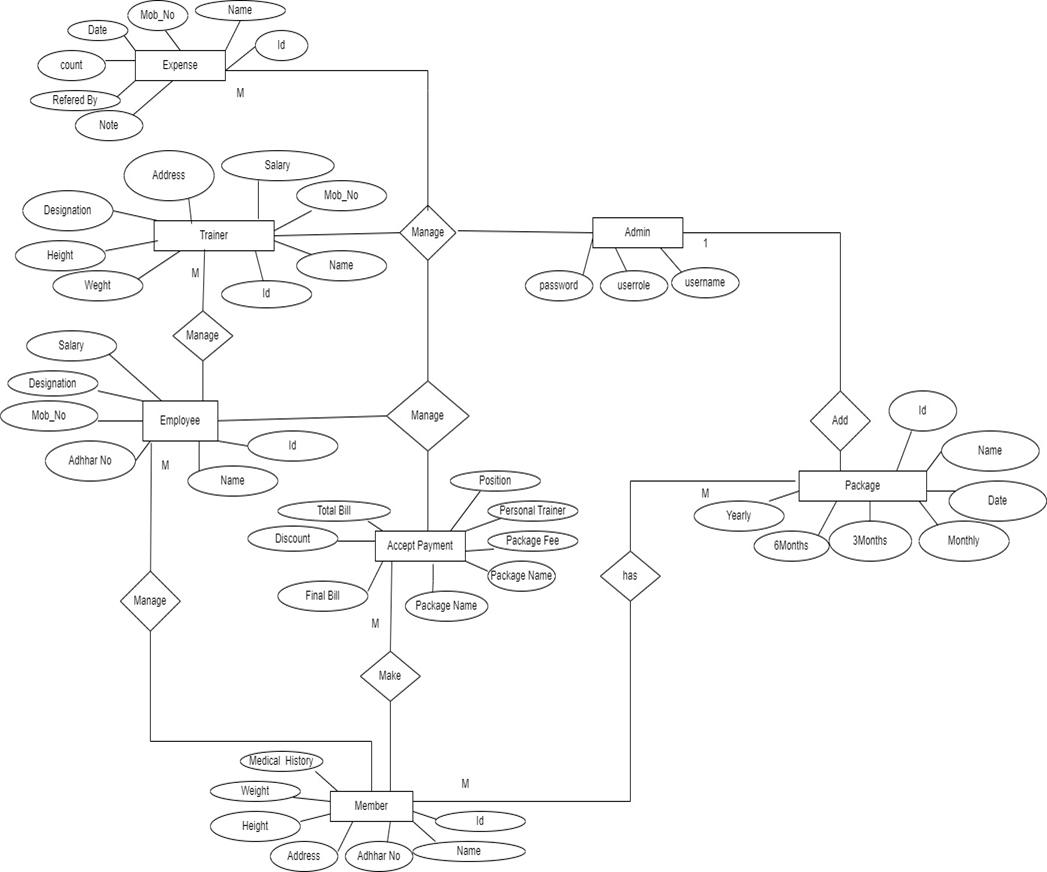 Name
Mob_No
Date
Id
count
Expense
M
Refered By
Note
Salary
Address
Mob_No
Designation
Trainer
Manage
Admin
1
Height
Name
M
Weght
Id
password
userrole
username
Manage
Salary
Designation
Id
Mob_No
Employee
Manage
Add
Adhhar No
M
Id
Name
Name
Position
Package
M
Date
Total Bill
Personal Trainer
Yearly
Discount
Accept Payment
Package Fee
6Months
3Months
Monthly
has
Package Name
Final Bill
Manage
Package Name
M
Make
Medical History
M
Weight
Member
Id
Height
Address
Adhhar No
Name